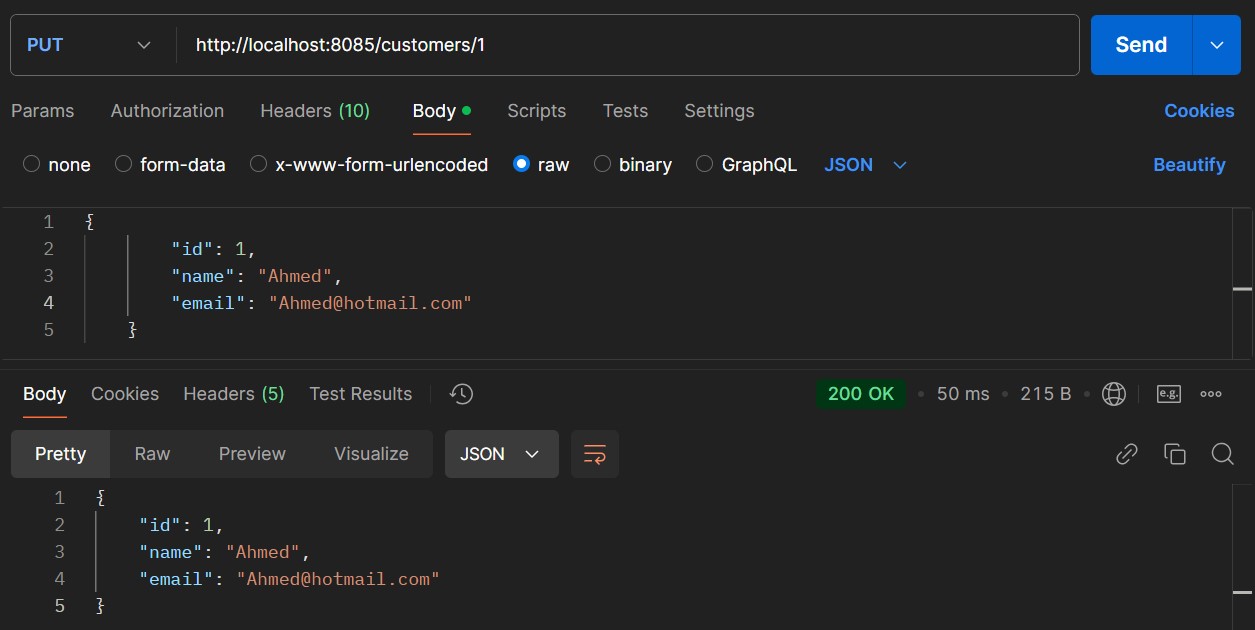 PUT http://localhost:8085/customers/1 Send
Params Authorization Headers (10) Body Scripts Tests Settings Cookies
none form-data x-www-form-urlencoded raw binary GraphQL JSON Beautify
1 {
2 "id": 1,
3 "name": "Ahmed",
4 "email": "Ahmed@hotmail.com"
5 }
Body Cookies Headers (5) Test Results 200 OK • 50 ms • 215 B • e.g.
Pretty Raw Preview Visualize JSON
1 {
2 "id": 1,
3 "name": "Ahmed",
4 "email": "Ahmed@hotmail.com"
5 }